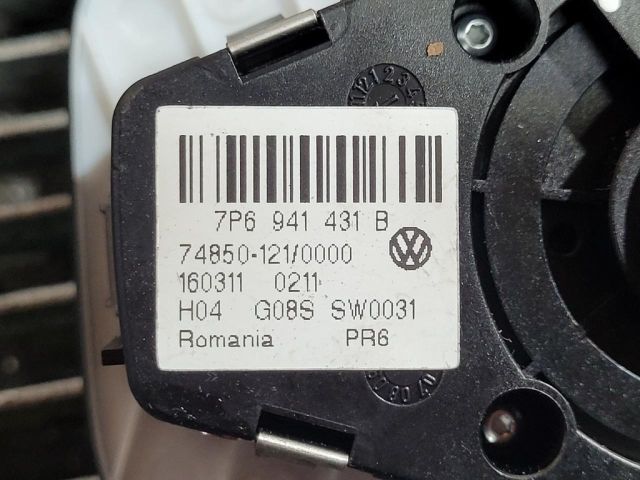 7P6 941 431 B
74850-121/0000
160311 0211
H04 G08S SW0031
Romania PR6